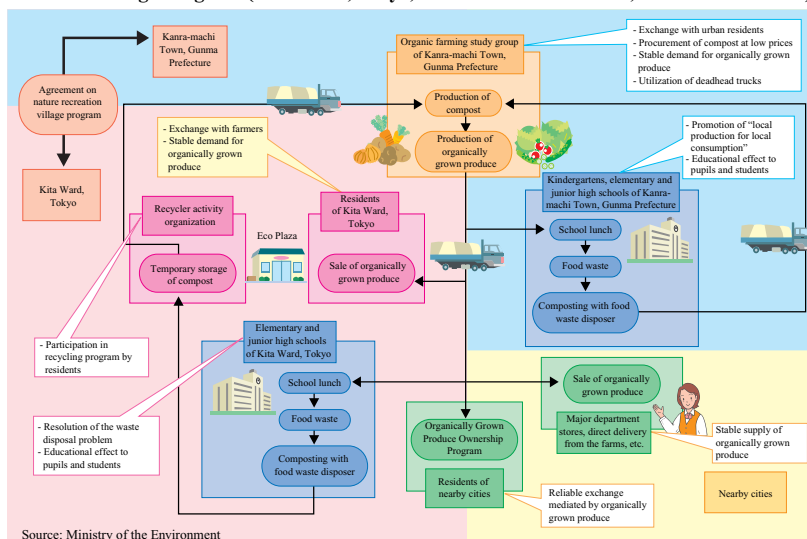 Kanra-machi
Town, Gunma
Prefecture
Agreement on
nature recreation
village program
Kita Ward,
Tokyo
Organic farming study group
of Kanra-machi Town,
Gunma Prefecture
Production of
compost
Production of
organically
grown produce
- Exchange with urban residents
- Procurement of compost at low prices
- Stable demand for organically grown
produce
- Utilization of deadhead trucks
- Exchange with farmers
- Stable demand for
organically grown
produce
- Promotion of “local
production for local
consumption”
- Educational effect to
pupils and students
Kindergartens, elementary and
junior high schools of Kanra-
machi Town, Gunma Prefecture
School lunch
Food waste
Composting with food
waste disposer
Recycler activity
organization
Temporary storage
of compost
Eco Plaza
Residents
of Kita Ward,
Tokyo
Sale of organically
grown produce
- Participation in
recycling program by
residents
- Resolution of the waste
disposal problem
- Educational effect to
pupils and students
Elementary and
junior high schools
of Kita Ward, Tokyo
School lunch
Food waste
Composting with
food waste disposer
Organically Grown
Produce Ownership
Program
Residents of
nearby cities
Reliable exchange
mediated by organically
grown produce
Sale of organically
grown produce
Major department
stores, direct delivery
from the farms, etc.
Stable supply of
organically grown
produce
Nearby cities
Source: Ministry of the Environment